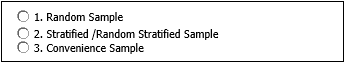 1. Random Sample
2. Stratified /Random Stratified Sample
3. Convenience Sample